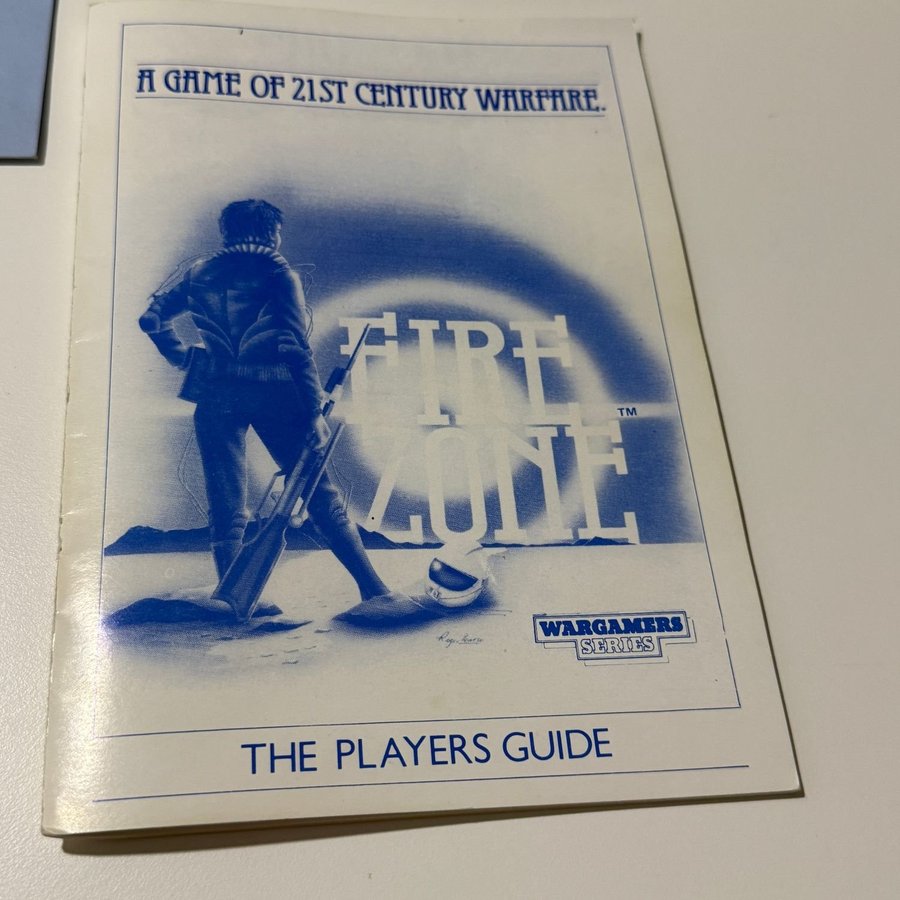 A GAME OF 21ST CENTURY WARFARE.
FIRE
TM
ZONE
WARGAMERS
SERIES
THE PLAYERS GUIDE